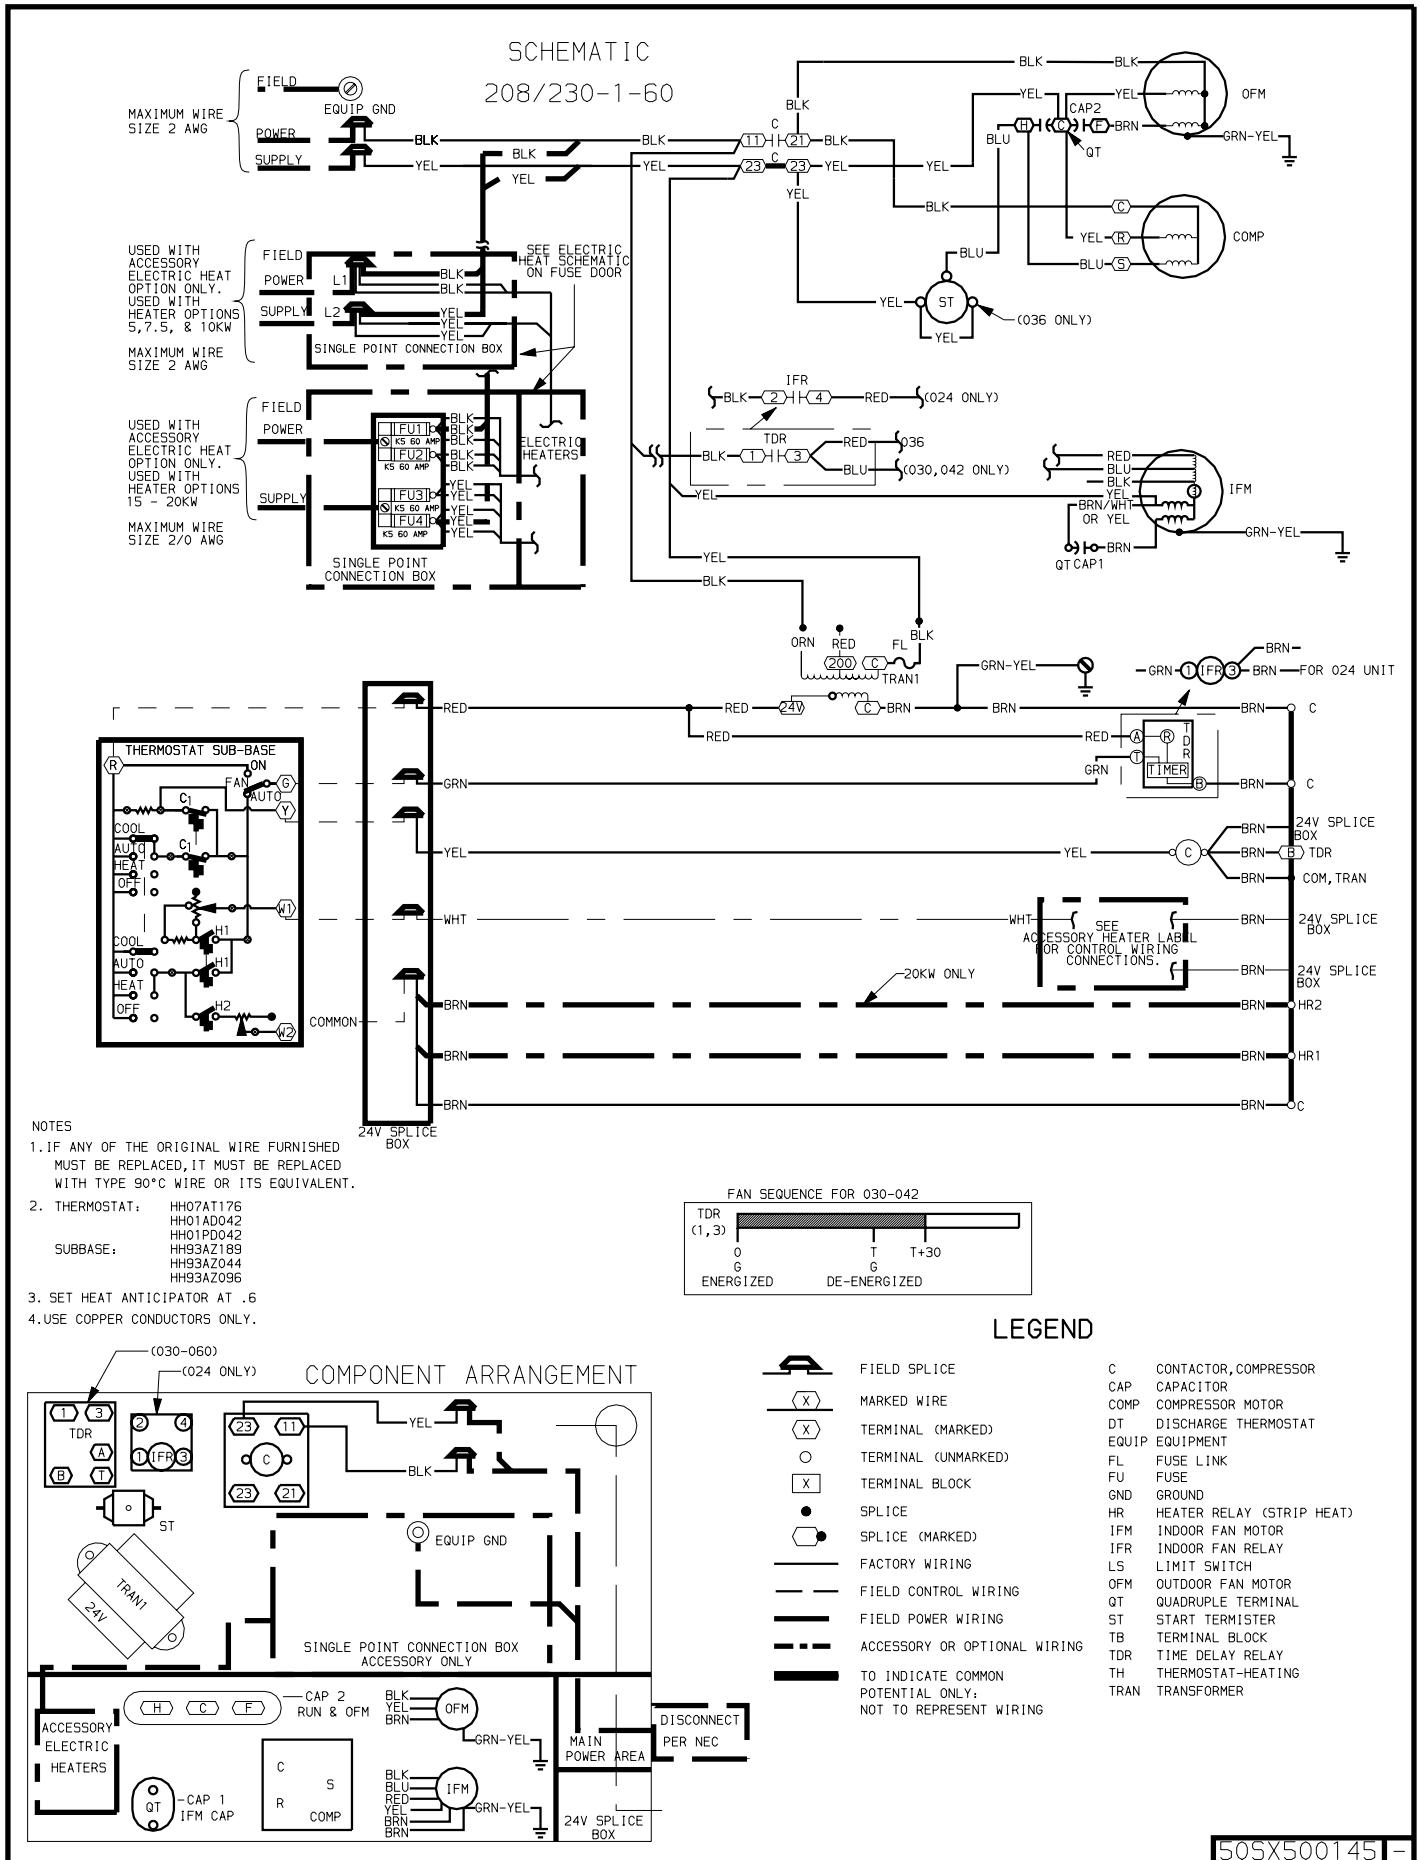 SCHEMATIC
208/230-1-60
MAXIMUM WIRE
SIZE 2 AWG
FIELD
POWER
SUPPLY
EQUIP GND
BLK
YEL
BLK
YEL
BLK
YEL
C
11
21
BLK
C
23
23
YEL
YEL
BLK
YEL
BLK
BLK
YEL
YEL
BLU
H
C
F
BRN
CAP2
QT
OFM
GRN-YEL
BLK
C
YEL
R
BLU
S
COMP
BLU
YEL
ST
YEL
(036 ONLY)
USED WITH
ACCESSORY
ELECTRIC HEAT
OPTION ONLY.
USED WITH
HEATER OPTIONS
5,7.5, & 10KW
MAXIMUM WIRE
SIZE 2 AWG
FIELD
POWER
SUPPLY
L1
L2
BLK
BLK
YEL
YEL
YEL
SINGLE POINT CONNECTION BOX
SEE ELECTRIC
HEAT SCHEMATIC
ON FUSE DOOR
USED WITH
ACCESSORY
ELECTRIC HEAT
OPTION ONLY.
USED WITH
HEATER OPTIONS
15 - 20KW
MAXIMUM WIRE
SIZE 2/0 AWG
FIELD
POWER
SUPPLY
FU1
K5 60 AMP
FU2
K5 60 AMP
FU3
K5 60 AMP
FU4
K5 60 AMP
BLK
BLK
BLK
BLK
BLK
YEL
YEL
YEL
YEL
YEL
ELECTRIC
HEATERS
SINGLE POINT
CONNECTION BOX
IFR
BLK
2
4
RED
(024 ONLY)
TDR
BLK
1
3
RED
036
BLU
(030,042 ONLY)
YEL
RED
BLU
BLK
YEL
BRN/WHT
OR YEL
IFM
GRN-YEL
QT CAP1
BRN
YEL
BLK
ORN
RED
FL
BLK
200
C
TRAN1
24V
C
BRN
GRN-YEL
BRN
GRN
1
IFR
3
BRN
BRN
FOR 024 UNIT
RED
RED
RED
BRN
C
RED
A
R
T
D
R
T
TIMER
B
GRN
GRN
BRN
C
THERMOSTAT SUB-BASE
R
ON
FAN
AUTO
G
Y
C1
COOL
AUTO
HEAT
OFF
C1
W1
H1
COOL
AUTO
HEAT
OFF
H1
H2
W2
COMMON
YEL
YEL
C
BRN
24V SPLICE
BOX
BRN
B
TDR
BRN
COM,TRAN
WHT
WHT
SEE
ACCESSORY HEATER LABEL
FOR CONTROL WIRING
CONNECTIONS.
BRN
24V SPLICE
BOX
BRN
24V SPLICE
BOX
20KW ONLY
BRN
BRN
HR2
BRN
BRN
HR1
BRN
BRN
C
24V SPLICE
BOX
NOTES
1.IF ANY OF THE ORIGINAL WIRE FURNISHED
MUST BE REPLACED,IT MUST BE REPLACED
WITH TYPE 90°C WIRE OR ITS EQUIVALENT.
2. THERMOSTAT: HH07AT176
HH01AD042
HH01PD042
SUBBASE: HH93AZ189
HH93AZ044
HH93AZ096
3. SET HEAT ANTICIPATOR AT .6
4.USE COPPER CONDUCTORS ONLY.
FAN SEQUENCE FOR 030-042
TDR
(1,3)
0 T T+30
G G
ENERGIZED DE-ENERGIZED
(030-060)
(024 ONLY)
COMPONENT ARRANGEMENT
1
3
TDR
A
B
T
2
4
1
IFR
3
23
11
C
23
21
YEL
BLK
ST
TRAN1
24V
EQUIP GND
SINGLE POINT CONNECTION BOX
ACCESSORY ONLY
H
C
F
CAP 2
RUN & OFM
ACCESSORY
ELECTRIC
HEATERS
QT
CAP 1
IFM CAP
C
S
R
COMP
BLK
YEL
BRN
OFM
GRN-YEL
BLK
BLU
RED
YEL
BRN
BRN
IFM
GRN-YEL
MAIN
POWER AREA
24V SPLICE
BOX
DISCONNECT
PER NEC
LEGEND
FIELD SPLICE
X MARKED WIRE
X TERMINAL (MARKED)
TERMINAL (UNMARKED)
X TERMINAL BLOCK
SPLICE
SPLICE (MARKED)
FACTORY WIRING
FIELD CONTROL WIRING
FIELD POWER WIRING
ACCESSORY OR OPTIONAL WIRING
TO INDICATE COMMON
POTENTIAL ONLY:
NOT TO REPRESENT WIRING
C CONTACTOR,COMPRESSOR
CAP CAPACITOR
COMP COMPRESSOR MOTOR
DT DISCHARGE THERMOSTAT
EQUIP EQUIPMENT
FL FUSE LINK
FU FUSE
GND GROUND
HR HEATER RELAY (STRIP HEAT)
IFM INDOOR FAN MOTOR
IFR INDOOR FAN RELAY
LS LIMIT SWITCH
OFM OUTDOOR FAN MOTOR
QT QUADRUPLE TERMINAL
ST START TERMISTER
TB TERMINAL BLOCK
TDR TIME DELAY RELAY
TH THERMOSTAT-HEATING
TRAN TRANSFORMER
50SX500145 -